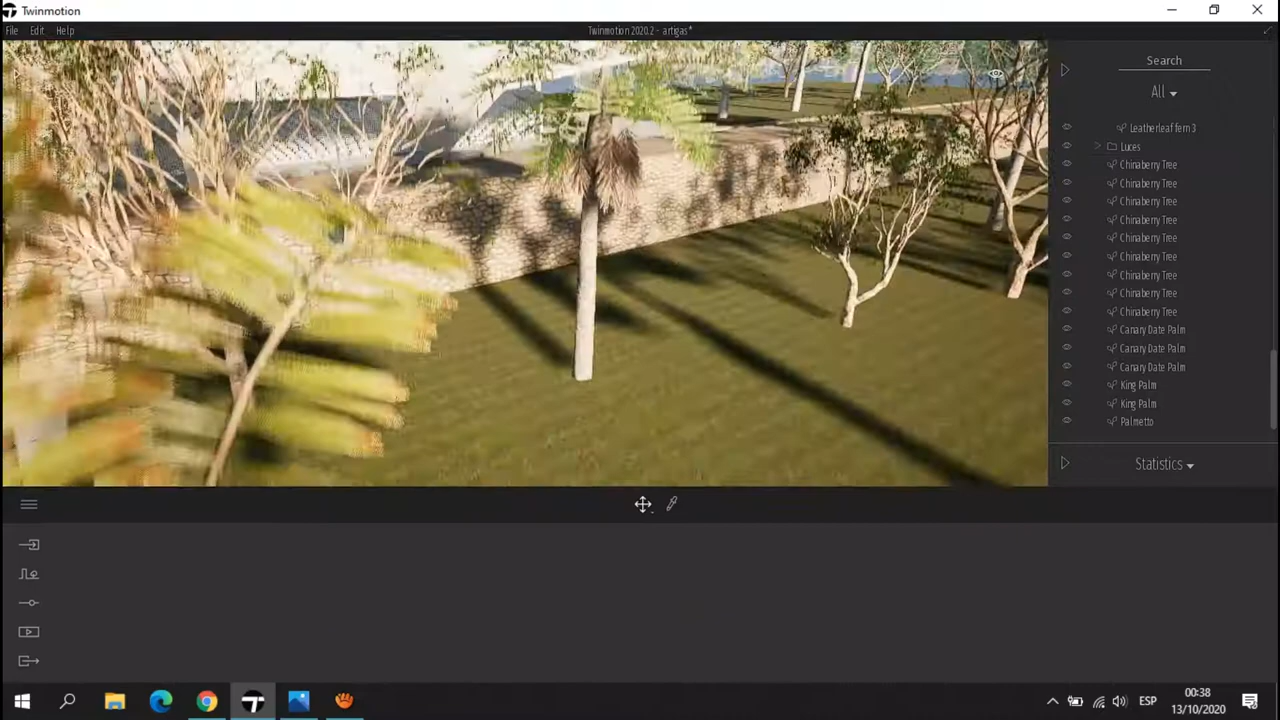 Twinmotion
File Edit Help
Twinmotion 2020.2 - artigas*
Search
All
Leatherleaf fern 3
Luces
Chinaberry Tree
Chinaberry Tree
Chinaberry Tree
Chinaberry Tree
Chinaberry Tree
Chinaberry Tree
Chinaberry Tree
Chinaberry Tree
Chinaberry Tree
Canary Date Palm
Canary Date Palm
Canary Date Palm
King Palm
King Palm
Palmetto
Statistics
ESP
00:38
13/10/2020